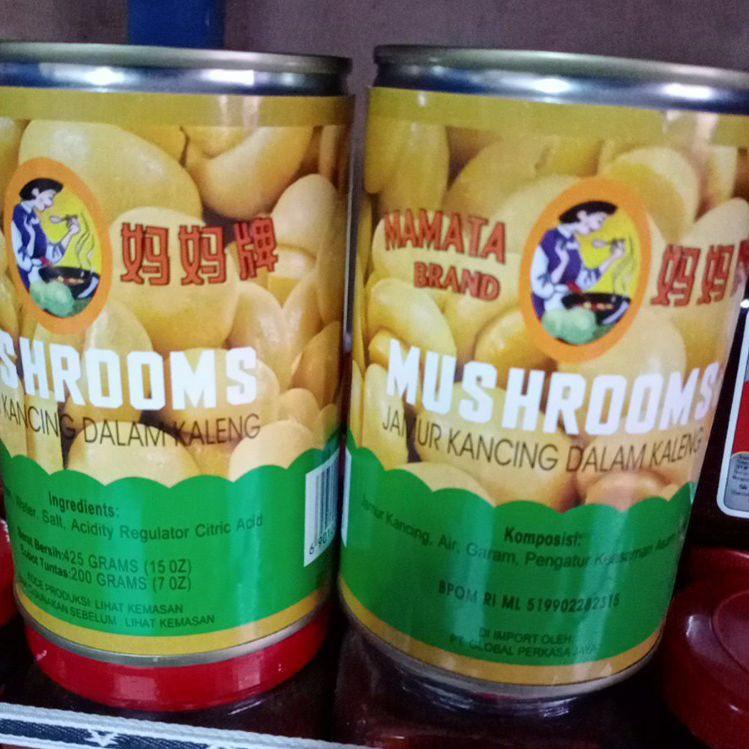 妈妈牌
SHROOMS
KANCING DALAM KALENG
Ingredients:
Water, Salt, Acidity Regulator Citric Acid
Berat Bersih:425 GRAMS (15 OZ)
Bobot Tuntas:200 GRAMS (7 OZ)
KODE PRODUKSI: LIHAT KEMASAN
SEBELUM LIHAT KEMASAN
MAMATA
BRAND
妈妈
MUSHROOMS
JAMUR KANCING DALAM KALENG
Komposisi:
Jamur Kancing, Air, Garam, Pengatur Keasaman Asam
BPOM RI ML 519902282315
DI IMPORT OLEH:
PT. GLOBAL PERKASA JAYA